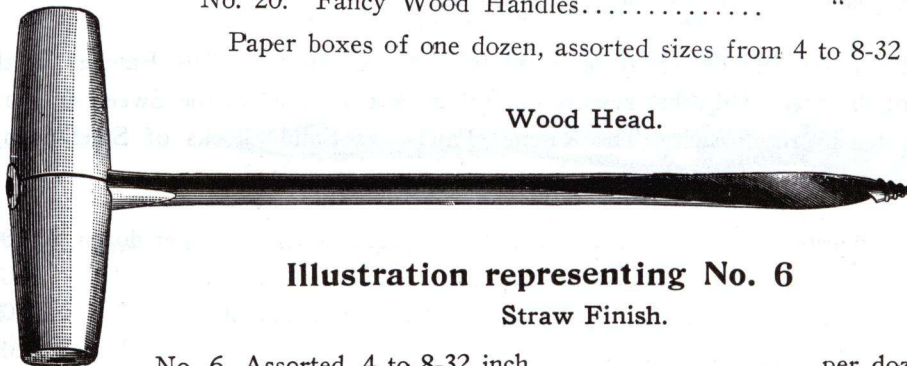 No. 20. Fancy Wood Handles.............. "
Paper boxes of one dozen, assorted sizes from 4 to 8-32
Wood Head.
Illustration representing No. 6
Straw Finish.
No. 6 Assorted, 4 to 8-32 inch per doz